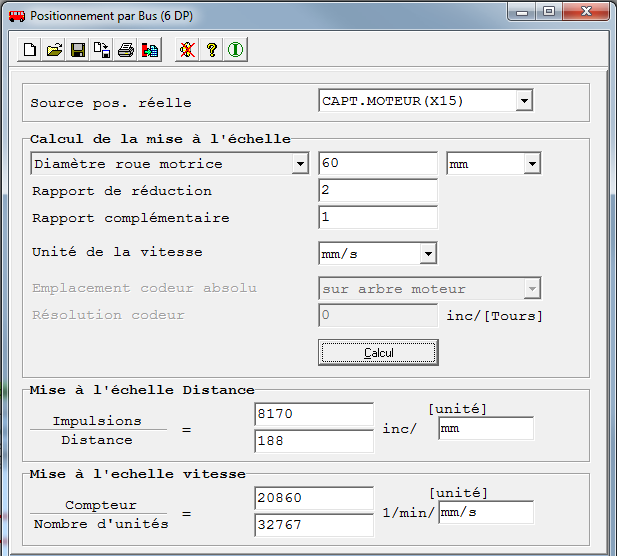 Positionnement par Bus (6 DP)
Source pos. réelle CAPT.MOTEUR(X15)
Calcul de la mise à l'échelle
Diamètre roue motrice 60 mm
Rapport de réduction 2
Rapport complémentaire 1
Unité de la vitesse mm/s
Emplacement codeur absolu sur arbre moteur
Résolution codeur 0 inc/[Tours]
Calcul
Mise à l'échelle Distance
Impulsions 8170 [unité]
= inc/ mm
Distance 188
Mise à l'echelle vitesse
Compteur 20860 [unité]
= 1/min/ mm/s
Nombre d'unités 32767